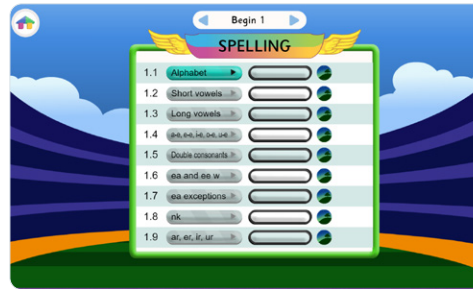 Begin 1
SPELLING
1.1 Alphabet
1.2 Short vowels
1.3 Long vowels
1.4 a-e, e-e, i-e, o-e, u-e
1.5 Double consonants
1.6 ea and ee w
1.7 ea exceptions
1.8 nk
1.9 ar, er, ir, ur